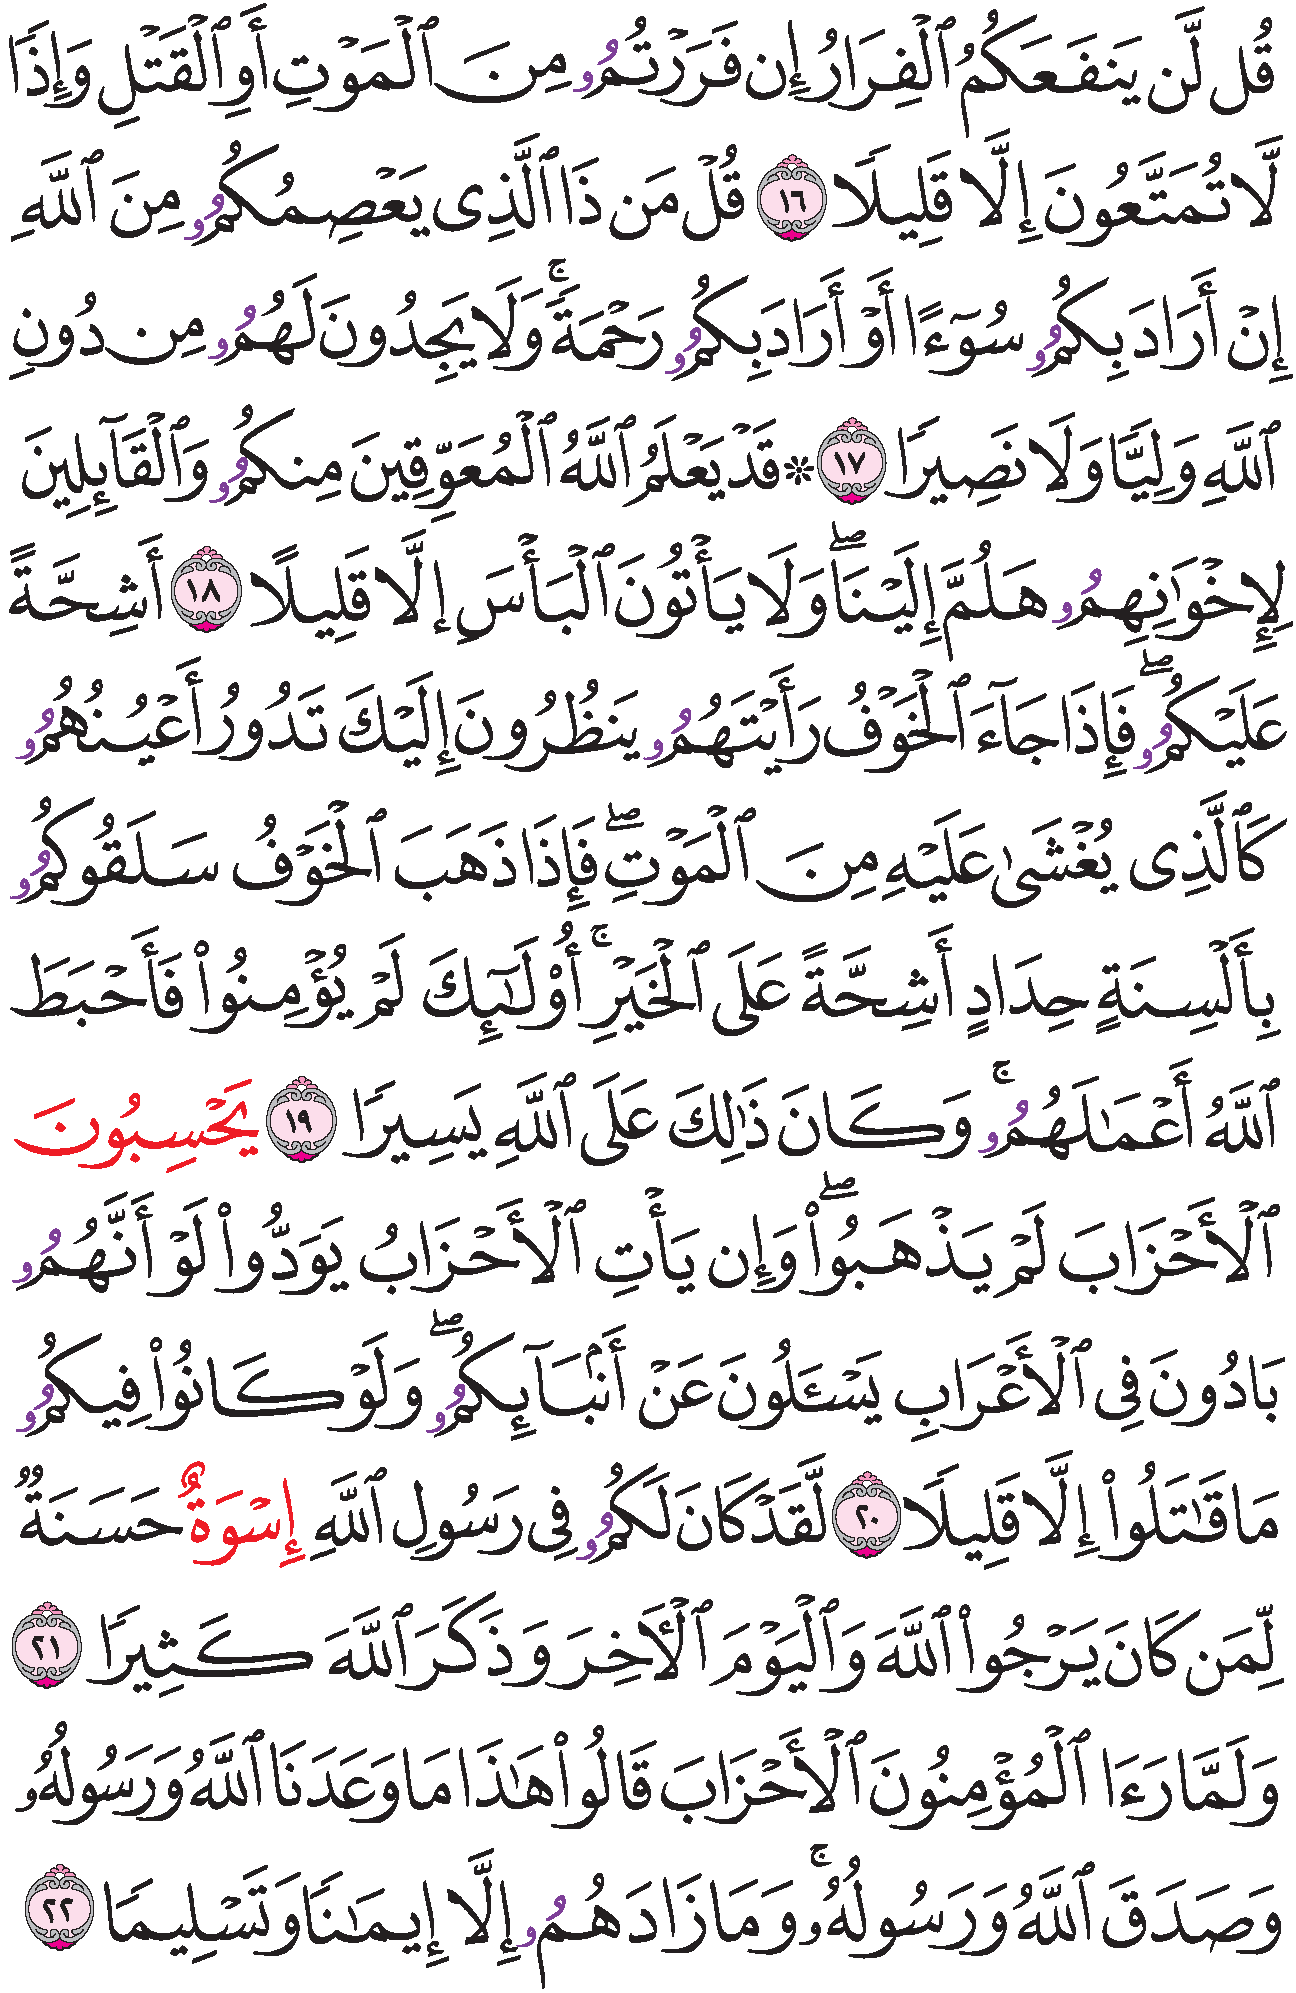 قُل لَّن يَنفَعَكُمُ ٱلْفِرَارُ إِن فَرَرْتُمُۥ مِنَ ٱلْمَوْتِ أَوِ ٱلْقَتْلِ وَإِذًا
لَّا تُمَتَّعُونَ إِلَّا قَلِيلًا ١٦ قُلْ مَن ذَا ٱلَّذِى يَعْصِمُكُمُۥ مِنَ ٱللَّهِ
إِنْ أَرَادَ بِكُمُۥ سُوٓءًا أَوْ أَرَادَ بِكُمُۥ رَحْمَةًۚ وَلَا يَجِدُونَ لَهُمُۥ مِن دُونِ
ٱللَّهِ وَلِيًّا وَلَا نَصِيرًا ١٧ ۞ قَدْ يَعْلَمُ ٱللَّهُ ٱلْمُعَوِّقِينَ مِنكُمُۥ وَٱلْقَآئِلِينَ
لِإِخْوَٰنِهِمُۥ هَلُمَّ إِلَيْنَاۖ وَلَا يَأْتُونَ ٱلْبَأْسَ إِلَّا قَلِيلًا ١٨ أَشِحَّةً
عَلَيْكُمُۥۖ فَإِذَا جَآءَ ٱلْخَوْفُ رَأَيْتَهُمُۥ يَنظُرُونَ إِلَيْكَ تَدُورُ أَعْيُنُهُمُۥ
كَٱلَّذِى يُغْشَىٰ عَلَيْهِ مِنَ ٱلْمَوْتِۖ فَإِذَا ذَهَبَ ٱلْخَوْفُ سَلَقُوكُمُۥ
بِأَلْسِنَةٍ حِدَادٍ أَشِحَّةً عَلَى ٱلْخَيْرِۚ أُوْلَٰٓئِكَ لَمْ يُؤْمِنُوا۟ فَأَحْبَطَ
ٱللَّهُ أَعْمَٰلَهُمُۥۚ وَكَانَ ذَٰلِكَ عَلَى ٱللَّهِ يَسِيرًا ١٩ يَحْسِبُونَ
ٱلْأَحْزَابَ لَمْ يَذْهَبُوا۟ۖ وَإِن يَأْتِ ٱلْأَحْزَابُ يَوَدُّوا۟ لَوْ أَنَّهُمُۥ
بَادُونَ فِى ٱلْأَعْرَابِ يَسْـَٔلُونَ عَنْ أَنۢبَآئِكُمُۥۖ وَلَوْ كَانُوا۟ فِيكُمُۥ
مَا قَٰتَلُوٓا۟ إِلَّا قَلِيلًا ٢٠ لَّقَدْ كَانَ لَكُمُۥ فِى رَسُولِ ٱللَّهِ إِسْوَةٌ حَسَنَةٌ
لِّمَن كَانَ يَرْجُوا۟ ٱللَّهَ وَٱلْيَوْمَ ٱلْأَخِرَ وَذَكَرَ ٱللَّهَ كَثِيرًا ٢١
وَلَمَّا رَءَا ٱلْمُؤْمِنُونَ ٱلْأَحْزَابَ قَالُوا۟ هَٰذَا مَا وَعَدَنَا ٱللَّهُ وَرَسُولُهُۥ
وَصَدَقَ ٱللَّهُ وَرَسُولُهُۥۚ وَمَا زَادَهُمُۥ إِلَّا إِيمَٰنًا وَتَسْلِيمًا ٢٢